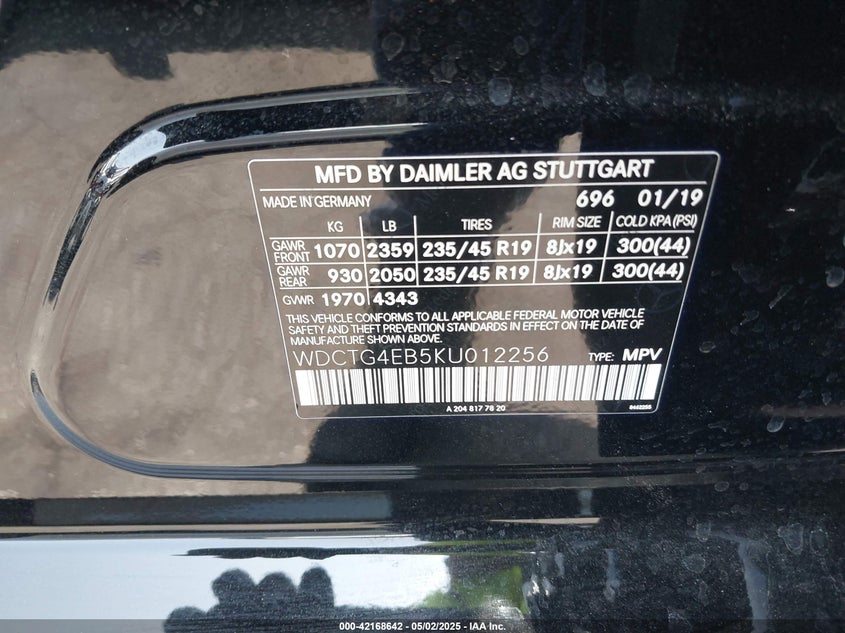 MFD BY DAIMLER AG STUTTGART
MADE IN GERMANY 696 01/19
KG LB TIRES RIM SIZE COLD KPA (PSI)
GAWR FRONT 1070 2359 235/45 R19 8Jx19 300(44)
GAWR REAR 930 2050 235/45 R19 8Jx19 300(44)
GVWR 1970 4343
THIS VEHICLE CONFORMS TO ALL APPLICABLE FEDERAL MOTOR VEHICLE
SAFETY AND THEFT PREVENTION STANDARDS IN EFFECT ON THE DATE OF
MANUFACTURE SHOWN ABOVE.
WDCTG4EB5KU012256 TYPE: MPV
A 204 817 78 20
000-42168642 - 05/02/2025 - IAA Inc.